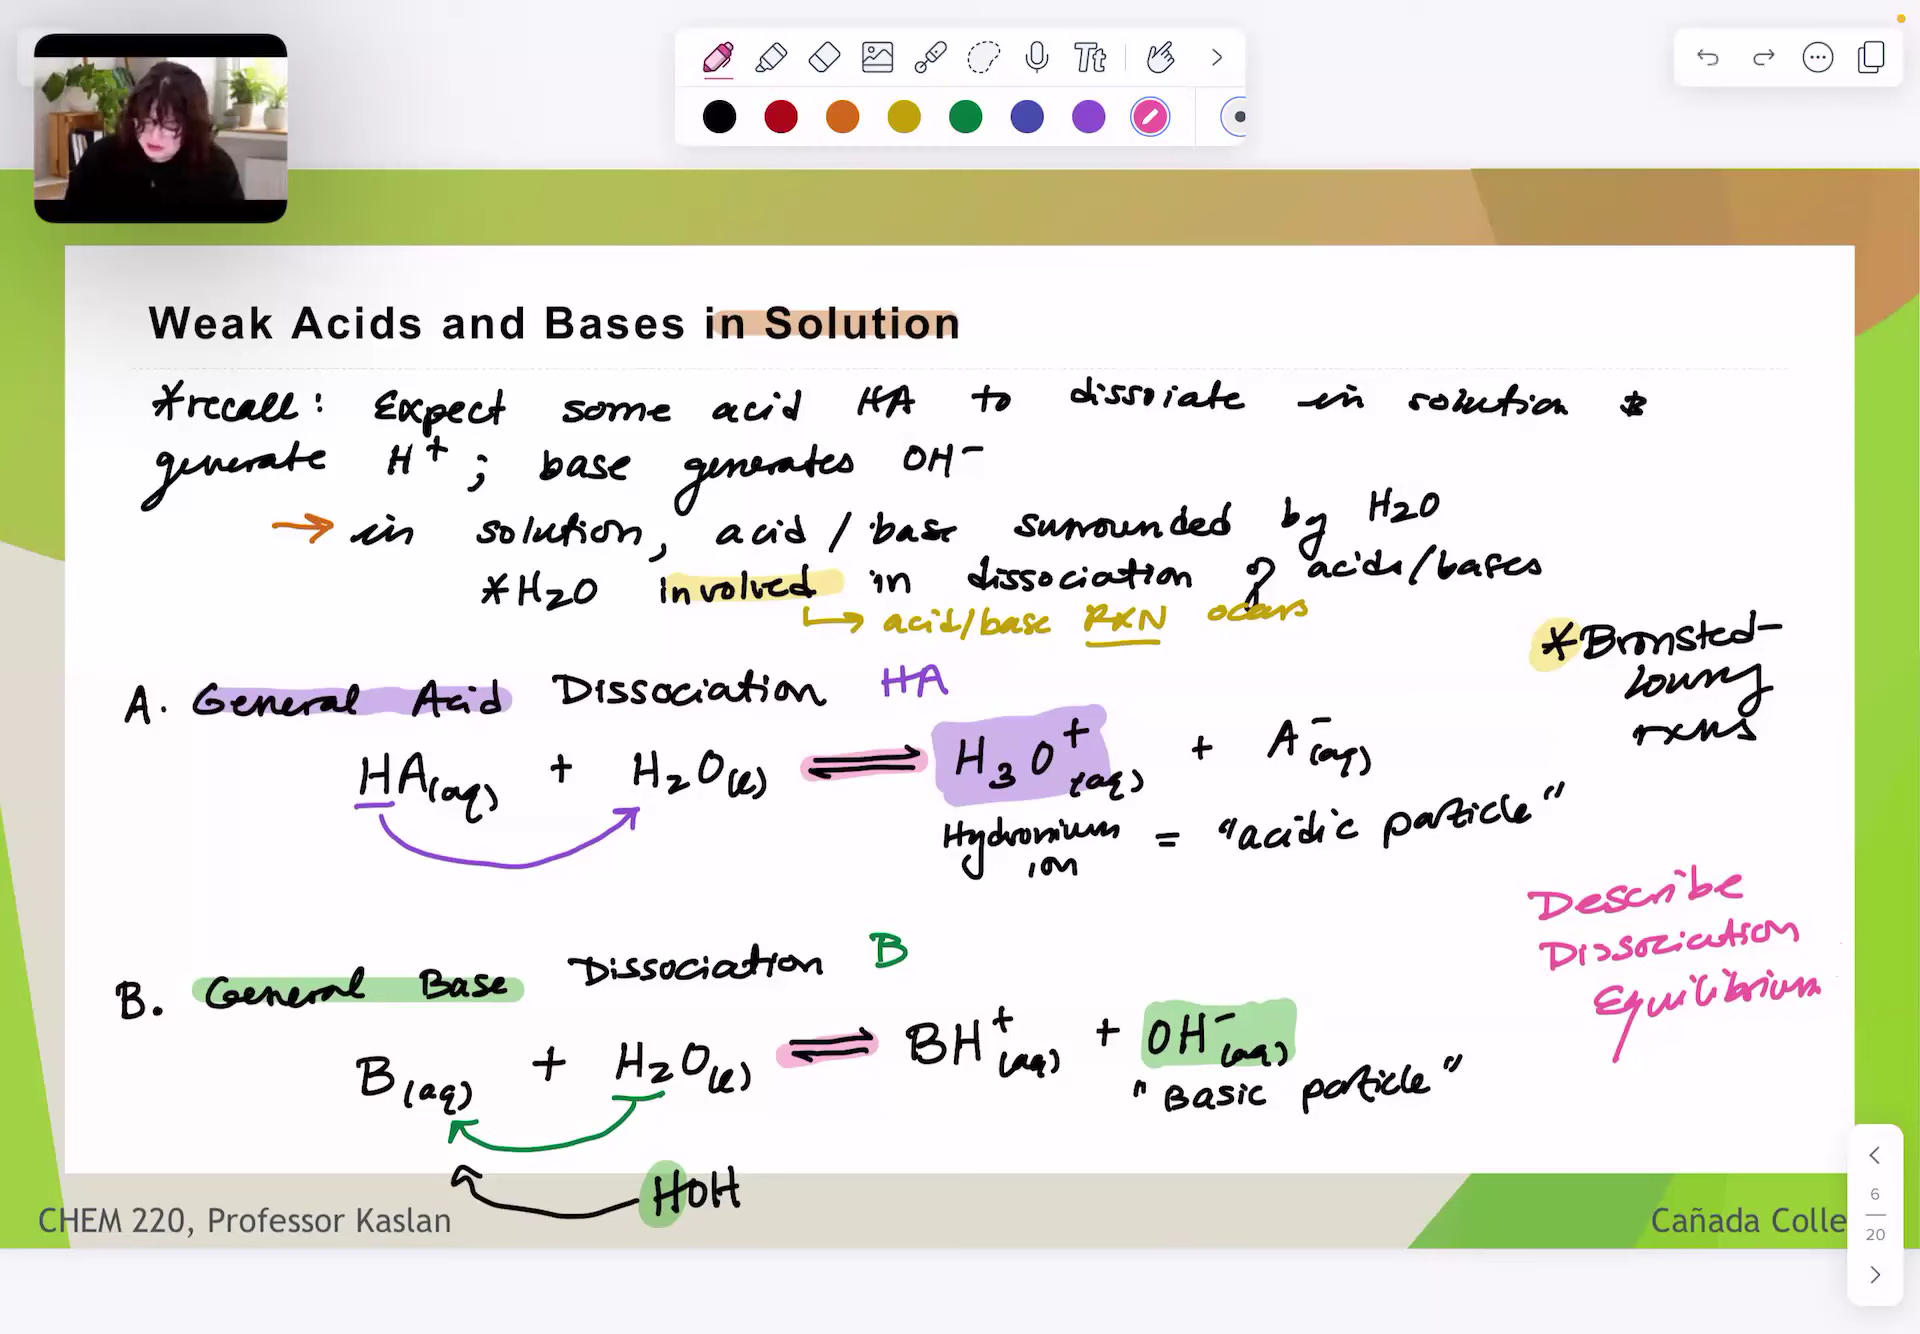 Tt
Weak Acids and Bases in Solution
*recall: Expect some acid HA to dissoiate in solution &
generate H⁺ ; base generates OH⁻
→ in solution, acid / base surrounded by H2O
*H2O involved in dissociation of acids/bases
↳ acid/base RXN occurs
*Bronsted-
Lowry
rxns
A. General Acid Dissociation HA
HA(aq) + H₂O(l) ⇌ H₃O⁺(aq) + A⁻(aq)
Hydronium = "acidic particle"
ion
Describe
Dissociation
Equilibrium
B. General Base Dissociation B
B(aq) + H₂O(l) ⇌ BH⁺(aq) + OH⁻(aq)
"Basic particle"
HOH
CHEM 220, Professor Kaslan
Cañada Colle
6
20